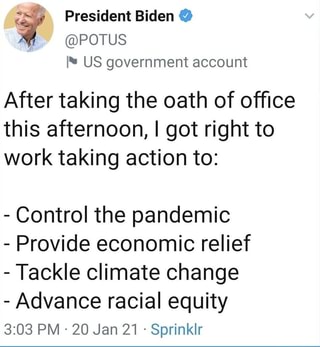 President Biden
@POTUS
US government account
After taking the oath of office
this afternoon, I got right to
work taking action to:
- Control the pandemic
- Provide economic relief
- Tackle climate change
- Advance racial equity
3:03 PM · 20 Jan 21 · Sprinklr